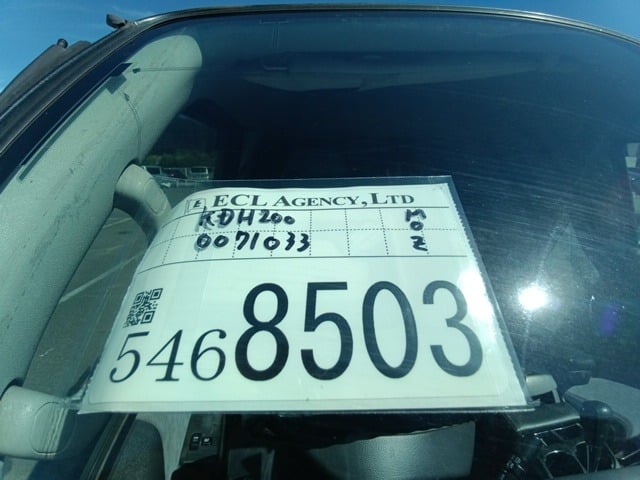 E ECL AGENCY, LTD
KDH200 MOZ
0071033
5468503